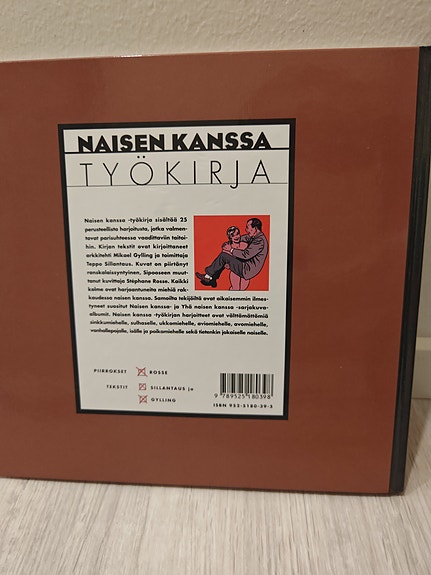 NAISEN KANSSA
TYÖKIRJA
Naisen kanssa -työkirja sisältää 25
perusteellista harjoitusta, jotka valmen-
tavat parisuhteessa vaadittaviin taitoi-
hin. Kirjan tekstit ovat kirjoittaneet
arkkitehti Mikael Gylling ja toimittaja
Teppo Sillantaus. Kuvat on piirtänyt
ranskalaissyntyinen, Sipooseen muut-
tanut kuvittaja Stéphane Rosse. Kaikki
kolme ovat harjaantuneita miehiä rak-
kaudessa naisen kanssa. Samoilta tekijöiltä ovat aikaisemmin ilmes-
tyneet suositut Naisen kanssa- ja Yhä naisen kanssa -sarjakuva-
albumit. Naisen kanssa -työkirjan harjoitteet ovat välttämättömiä
sinkkumiehelle, sulhaselle, ukkomiehelle, aviomiehelle, avomiehelle,
vanhallepojalle, isälle ja poikamiehelle sekä tietenkin jokaiselle naiselle.
PIIRROKSET ROSSE
TEKSTIT SILLANTAUS ja
GYLLING
9 789525 180398
ISBN 952-5180-39-5